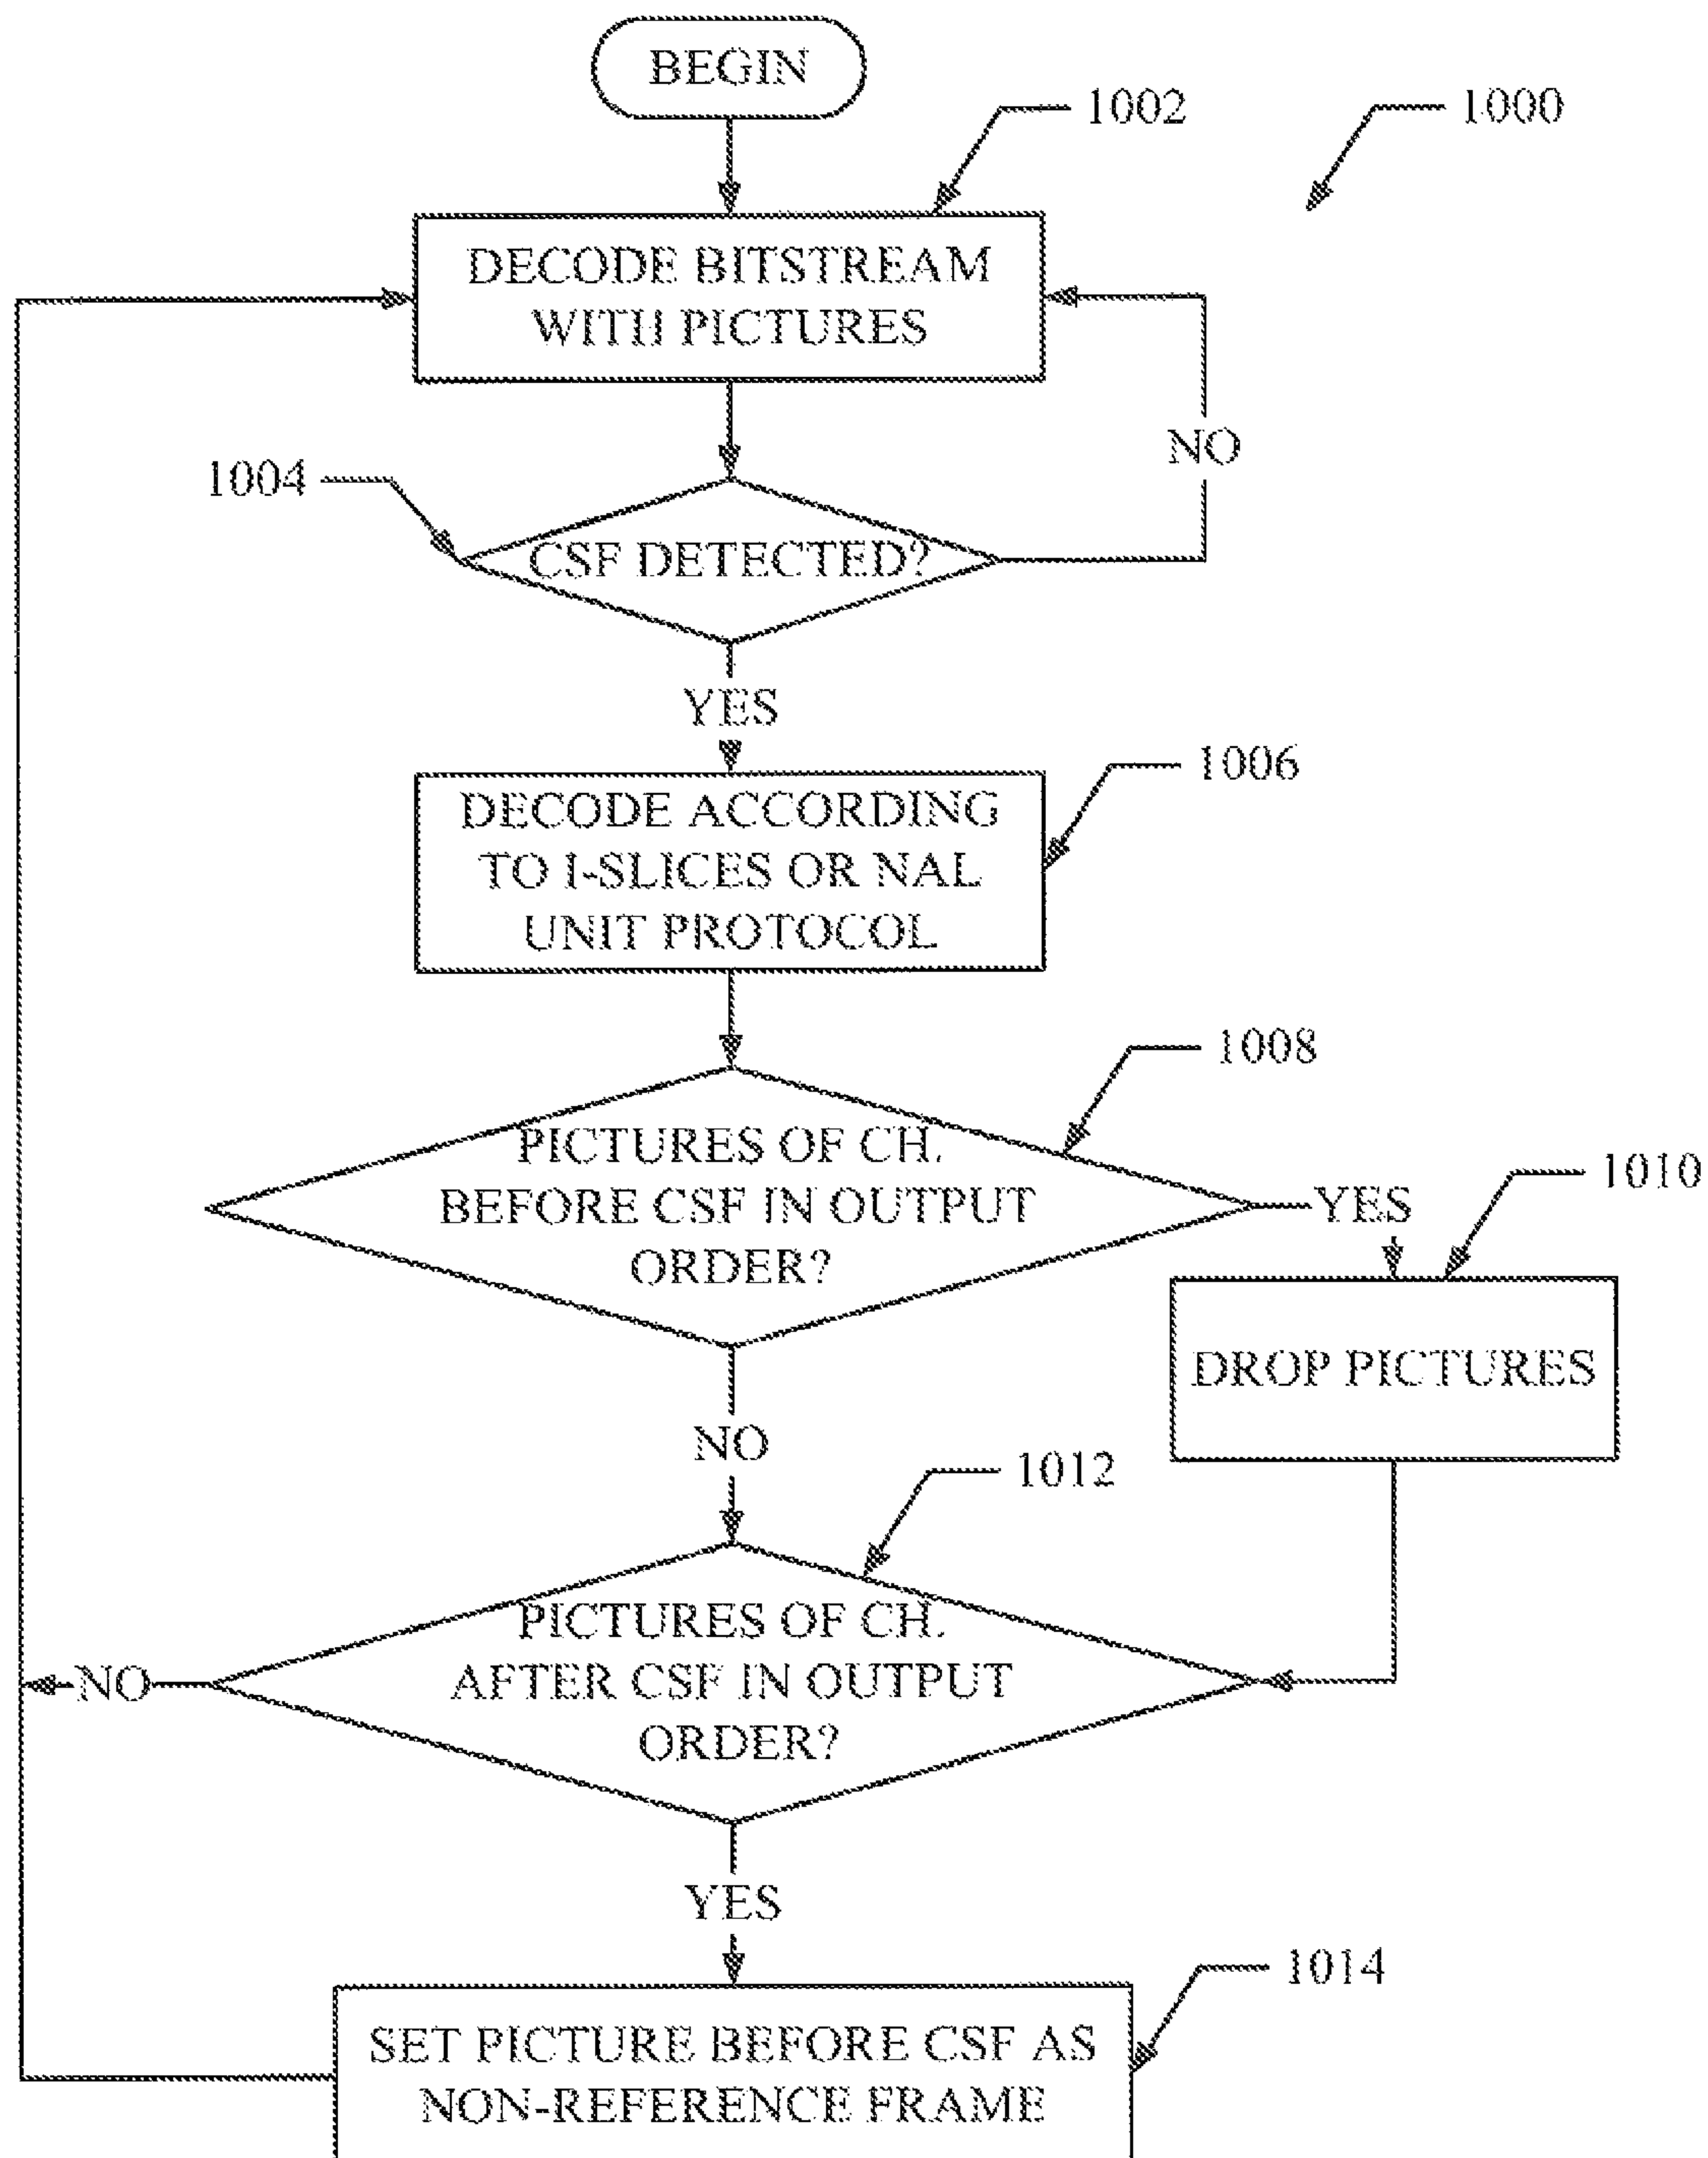 BEGIN
1002
1000
DECODE BITSTREAM
WITH PICTURES
NO
1004
CSF DETECTED?
YES
1006
DECODE ACCORDING
TO I-SLICES OR NAL
UNIT PROTOCOL
1008
PICTURES OF CH.
BEFORE CSF IN OUTPUT
ORDER?
YES
1010
DROP PICTURES
NO
1012
PICTURES OF CH.
AFTER CSF IN OUTPUT
ORDER?
NO
YES
1014
SET PICTURE BEFORE CSF AS
NON-REFERENCE FRAME